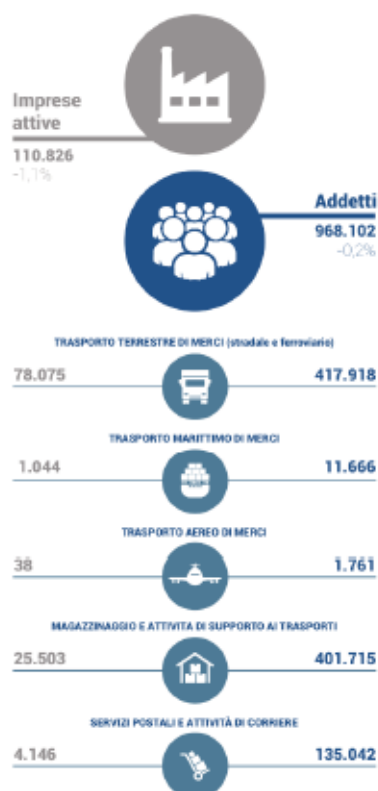 Imprese
attive
110.826
-1,1%
Addetti
968.102
-0,2%
TRASPORTO TERRESTRE DI MERCI (stradale e ferroviario)
78.075
417.918
TRASPORTO MARITTIMO DI MERCI
1.044
11.666
TRASPORTO AEREO DI MERCI
38
1.761
MAGAZZINAGGIO E ATTIVITA DI SUPPORTO AI TRASPORTI
25.503
401.715
SERVIZI POSTALI E ATTIVITÀ DI CORRIERE
4.146
135.042